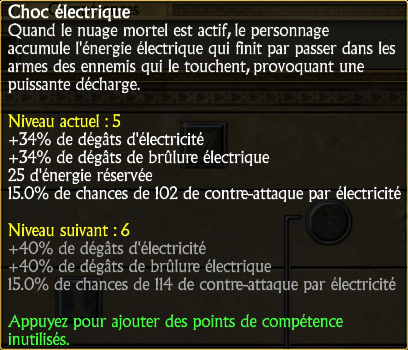 Choc électrique
Quand le nuage mortel est actif, le personnage
accumule l'énergie électrique qui finit par passer dans les
armes des ennemis qui le touchent, provoquant une
puissante décharge.
Niveau actuel : 5
+34% de dégâts d'électricité
+34% de dégâts de brûlure électrique
25 d'énergie réservée
15.0% de chances de 102 de contre-attaque par électricité
Niveau suivant : 6
+40% de dégâts d'électricité
+40% de dégâts de brûlure électrique
15.0% de chances de 114 de contre-attaque par électricité
Appuyez pour ajouter des points de compétence
inutilisés.